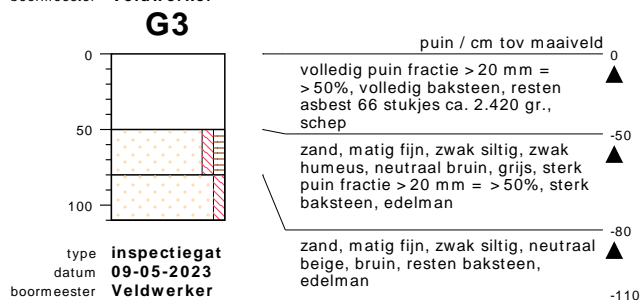 G3
puin / cm tov maaiveld
0
0
volledig puin fractie > 20 mm =
> 50%, volledig baksteen, resten
asbest 66 stukjes ca. 2.420 gr.,
schep
50
-50
zand, matig fijn, zwak siltig, zwak
humeus, neutraal bruin, grijs, sterk
puin fractie > 20 mm = > 50%, sterk
baksteen, edelman
100
-80
zand, matig fijn, zwak siltig, neutraal
beige, bruin, resten baksteen,
edelman
-110
type inspectiegat
datum 09-05-2023
boormeester Veldwerker